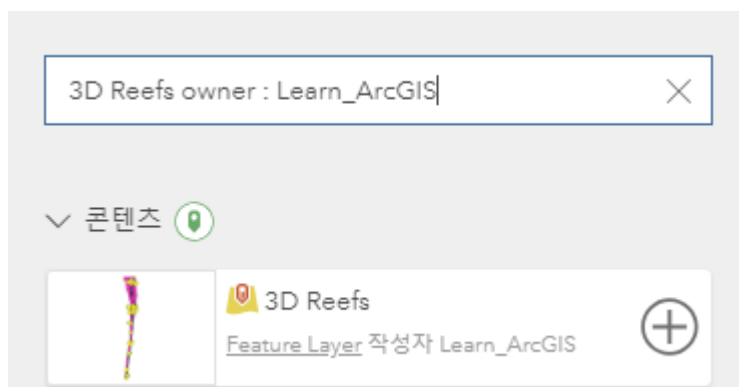 3D Reefs owner : Learn_ArcGIS
콘텐츠
3D Reefs
Feature Layer 작성자 Learn_ArcGIS